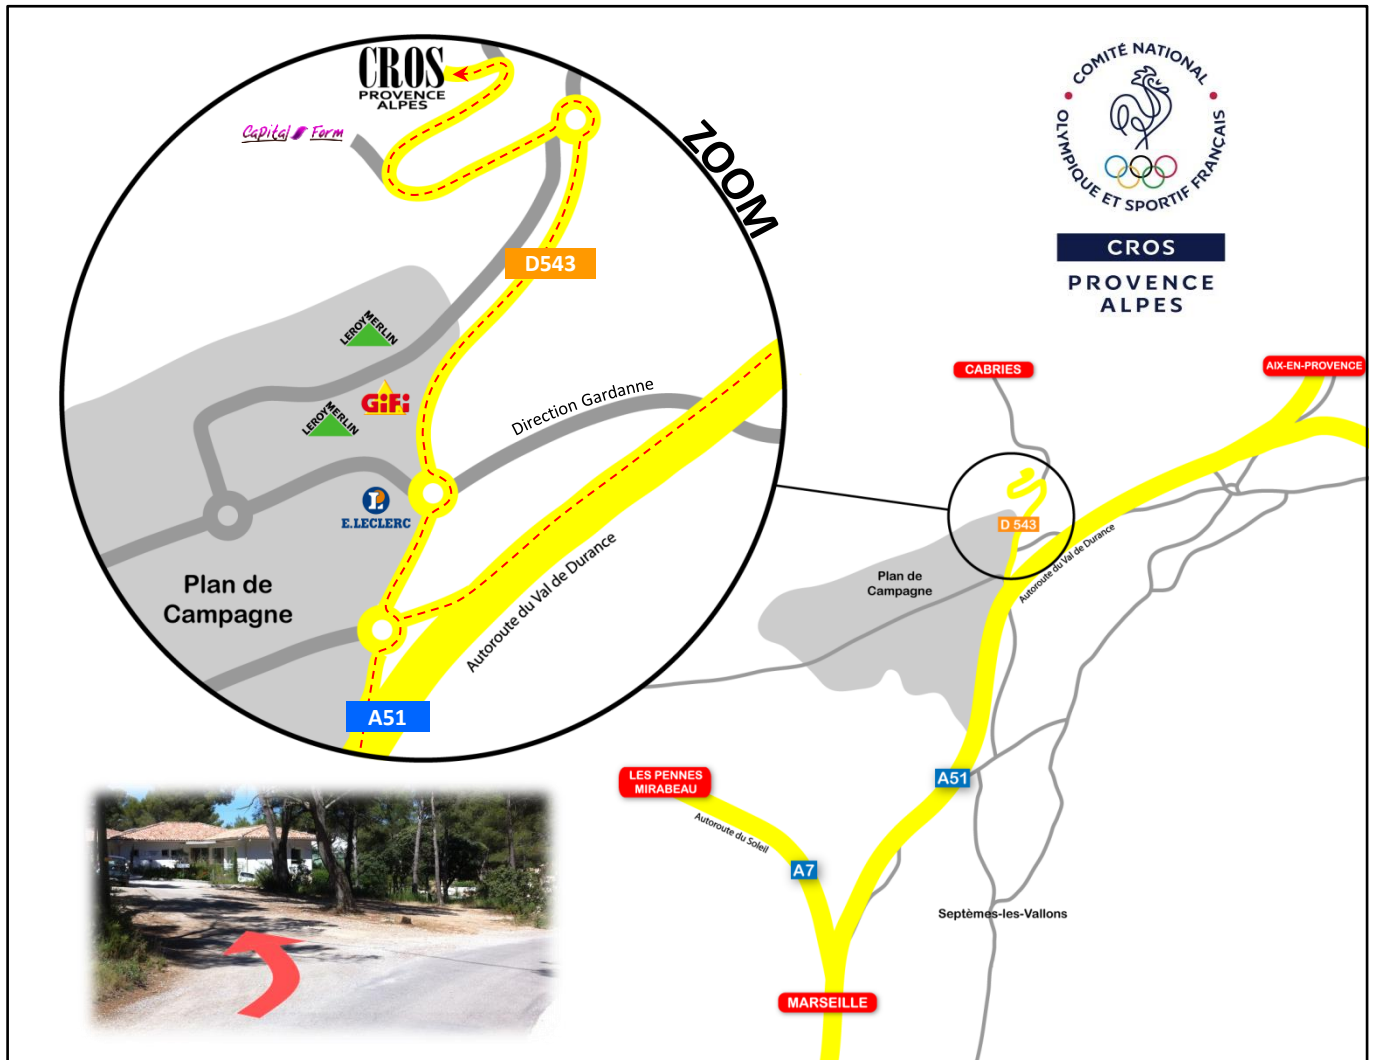 CROS
PROVENCE
ALPES
Capital Form
ZOOM
D543
LEROY MERLIN
GiFi
LEROY MERLIN
Direction Gardanne
L
E.LECLERC
Plan de
Campagne
Autoroute du Val de Durance
A51
COMITÉ NATIONAL
OLYMPIQUE ET SPORTIF FRANÇAIS
CROS
PROVENCE
ALPES
CABRIES
AIX-EN-PROVENCE
D 543
Plan de
Campagne
Autoroute du Val de Durance
LES PENNES
MIRABEAU
A51
Autoroute du Soleil
A7
Septèmes-les-Vallons
MARSEILLE